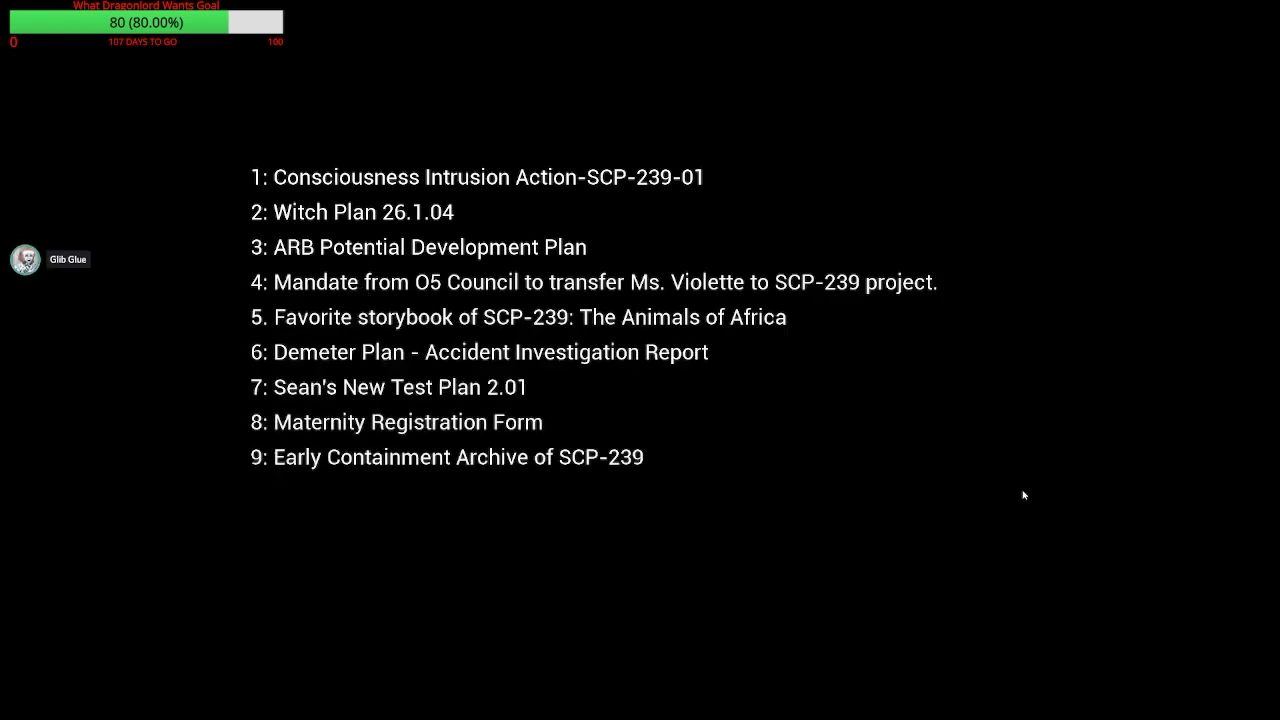 What Dragonlord Wants Goal
80 (80.00%)
0 107 DAYS TO GO 100
1: Consciousness Intrusion Action-SCP-239-01
2: Witch Plan 26.1.04
3: ARB Potential Development Plan
Glib Glue
4: Mandate from O5 Council to transfer Ms. Violette to SCP-239 project.
5. Favorite storybook of SCP-239: The Animals of Africa
6: Demeter Plan - Accident Investigation Report
7: Sean's New Test Plan 2.01
8: Maternity Registration Form
9: Early Containment Archive of SCP-239